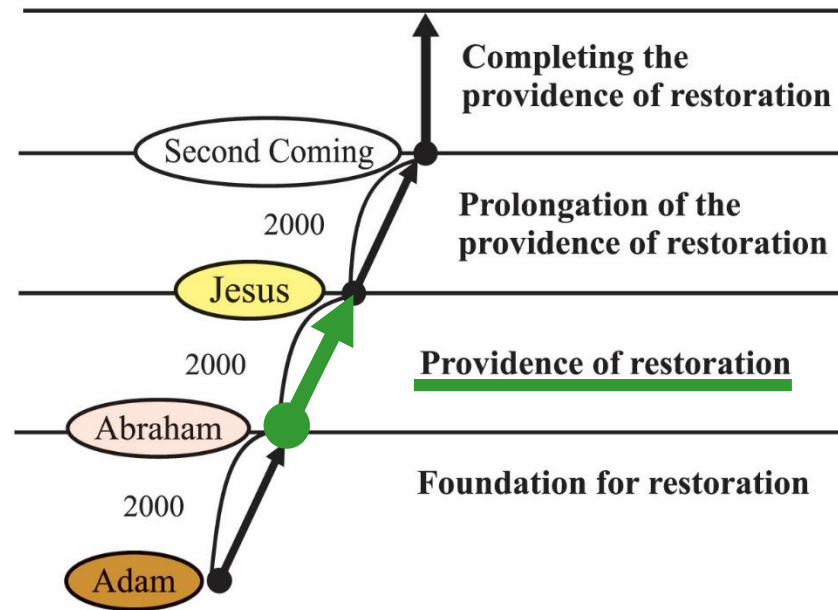 Completing the
providence of restoration
Second Coming
2000
Prolongation of the
providence of restoration
Jesus
2000
Providence of restoration
Abraham
2000
Foundation for restoration
Adam